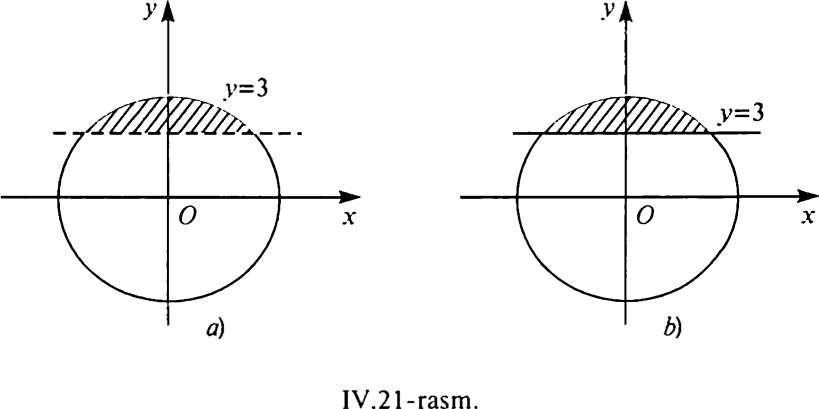 y y
y=3 y=3
O x O x
a) b)
IV.21-rasm.